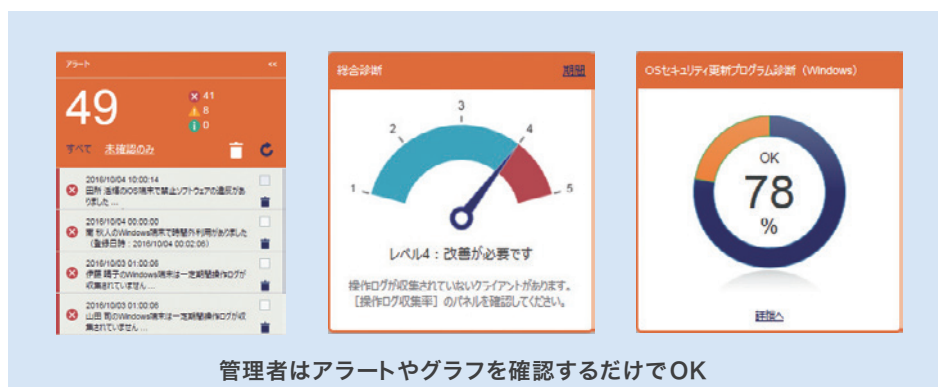 アラート
<<
49
41
8
0
すべて 未確認のみ
2016/10/04 10:00:14
田所 浩様のiOS端末で禁止ソフトウェアの違反があ
りました ...
2016/10/04 00:00:00
関 秋人のWindows端末で時間外利用がありました
(登録日時:2016/10/04 00:02:06)
2016/10/03 01:00:06
伊藤 晴子のWindows端末は一定期間操作ログが
収集されていません ...
2016/10/03 01:00:06
山田 司のWindows端末は一定期間操作ログが収
集されていません ...
総合診断 期間
1
2
3
4
5
レベル4:改善が必要です
操作ログが収集されていないクライアントがあります。
[操作ログ収集率]のパネルを確認してください。
OSセキュリティ更新プログラム診断(Windows)
OK
78
%
詳細へ
管理者はアラートやグラフを確認するだけでOK